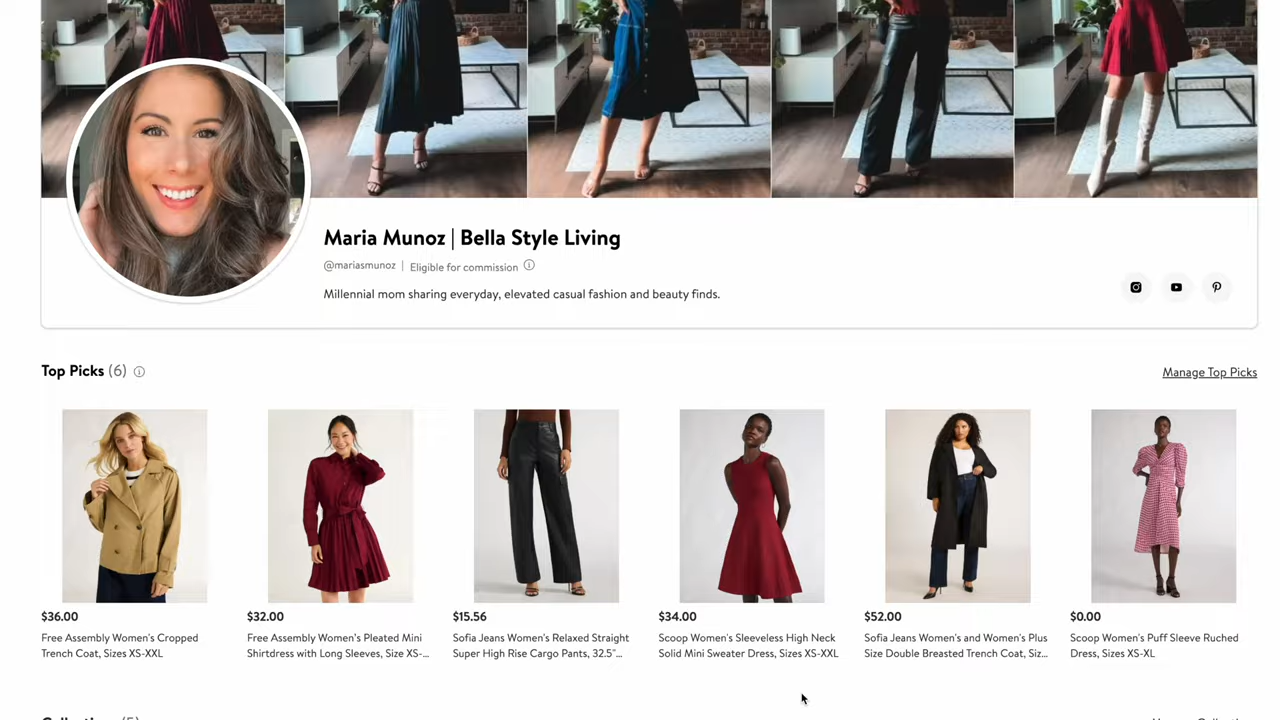 Maria Munoz | Bella Style Living
@mariasmunoz | Eligible for commission
Millennial mom sharing everyday, elevated casual fashion and beauty finds.
Top Picks (6)
Manage Top Picks
$36.00
Free Assembly Women's Cropped
Trench Coat, Sizes XS-XXL
$32.00
Free Assembly Women's Pleated Mini
Shirtdress with Long Sleeves, Size XS-...
$15.56
Sofia Jeans Women's Relaxed Straight
Super High Rise Cargo Pants, 32.5"...
$34.00
Scoop Women's Sleeveless High Neck
Solid Mini Sweater Dress, Sizes XS-XXL
$52.00
Sofia Jeans Women's and Women's Plus
Size Double Breasted Trench Coat, Siz...
$0.00
Scoop Women's Puff Sleeve Ruched
Dress, Sizes XS-XL